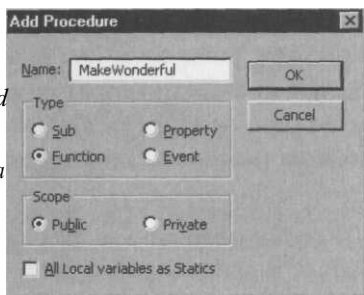 Add Procedure
Name: MakeWonderful
OK
Cancel
Type
Sub
Property
Function
Event
Scope
Public
Private
All Local variables as Statics